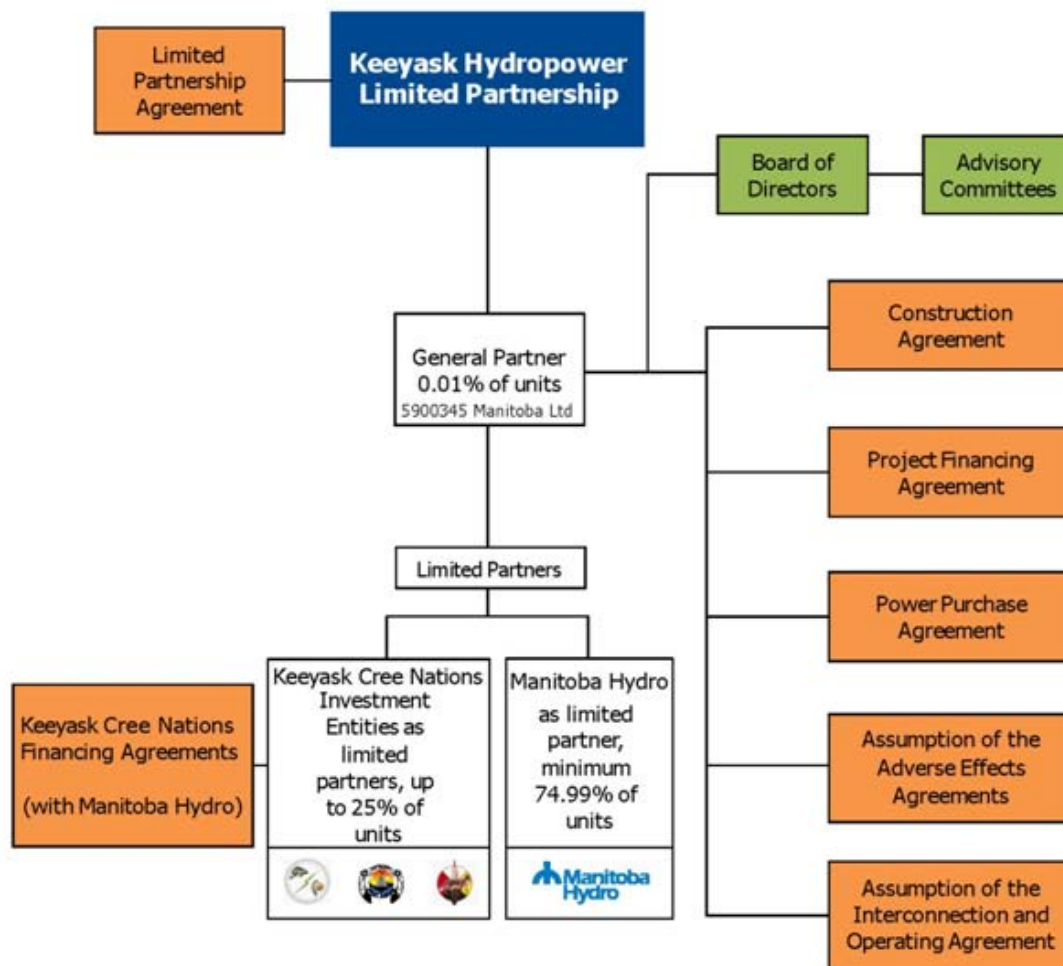 Limited
Partnership
Agreement
Keeyask Hydropower
Limited Partnership
Board of
Directors
Advisory
Committees
General Partner
0.01% of units
5900345 Manitoba Ltd
Construction
Agreement
Project Financing
Agreement
Power Purchase
Agreement
Limited Partners
Keeyask Cree Nations
Financing Agreements
(with Manitoba Hydro)
Keeyask Cree Nations
Investment
Entities as
limited
partners, up
to 25% of
units
Manitoba Hydro
as limited
partner,
minimum
74.99% of
units
Manitoba
Hydro
Assumption of the
Adverse Effects
Agreements
Assumption of the
Interconnection and
Operating Agreement